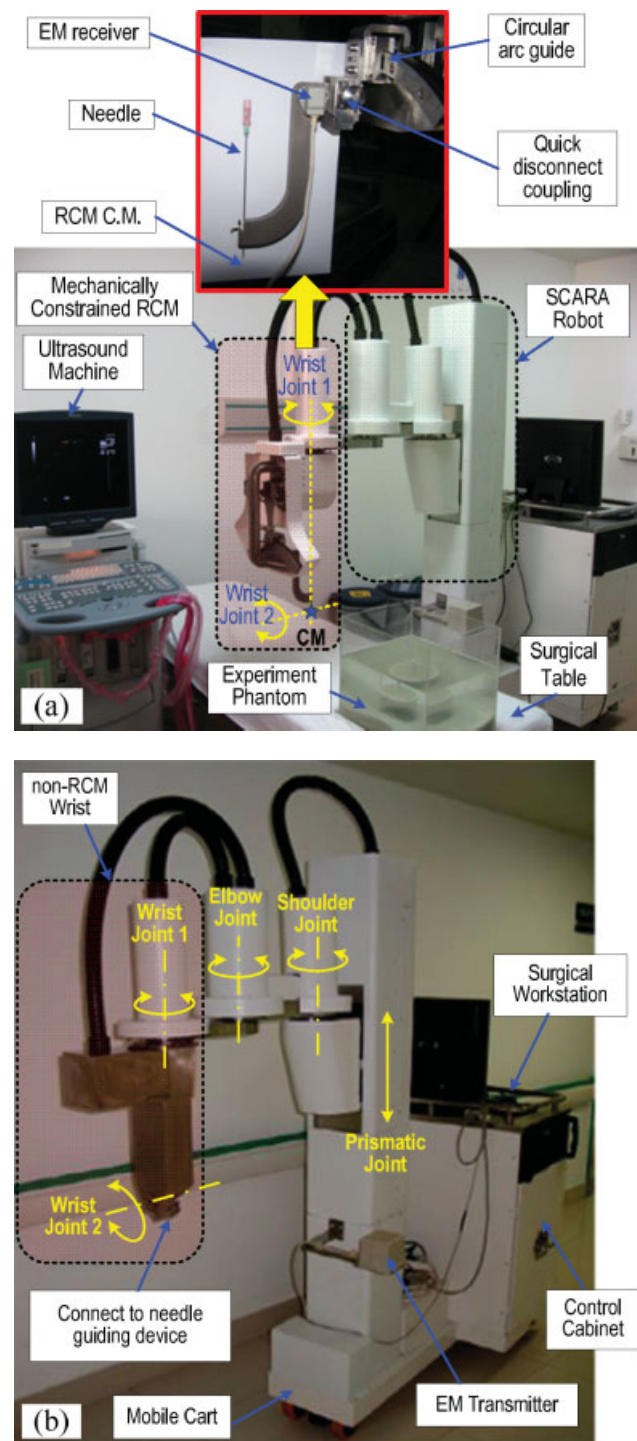 EM receiver
Circular
arc guide
Needle
Quick
disconnect
coupling
RCM C.M.
Mechanically
Constrained RCM
SCARA
Robot
Ultrasound
Machine
Wrist
Joint 1
Wrist
Joint 2
CM
Experiment
Phantom
Surgical
Table
(a)
non-RCM
Wrist
Wrist
Joint 1
Elbow
Joint
Shoulder
Joint
Surgical
Workstation
Prismatic
Joint
Wrist
Joint 2
Connect to needle
guiding device
Control
Cabinet
Mobile Cart
EM Transmitter
(b)